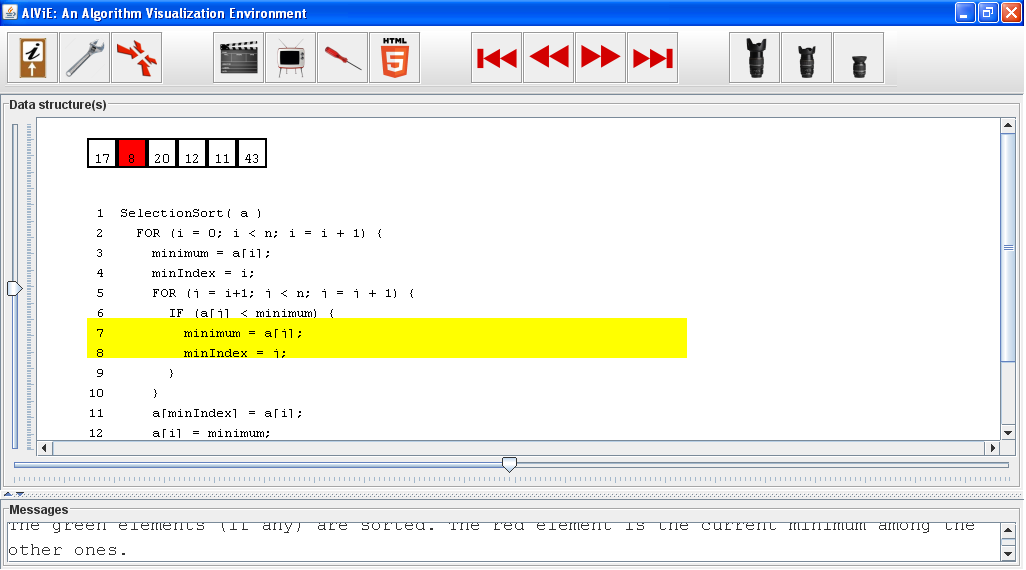 AlViE: An Algorithm Visualization Environment
HTML
5
Data structure(s)
17 8 20 12 11 43
1 SelectionSort( a )
2 FOR (i = 0; i < n; i = i + 1) {
3 minimum = a[i];
4 minIndex = i;
5 FOR (j = i+1; j < n; j = j + 1) {
6 IF (a[j] < minimum) {
7 minimum = a[j];
8 minIndex = j;
9 }
10 }
11 a[minIndex] = a[i];
12 a[i] = minimum;
Messages
The green elements (if any) are sorted. The red element is the current minimum among the
other ones.